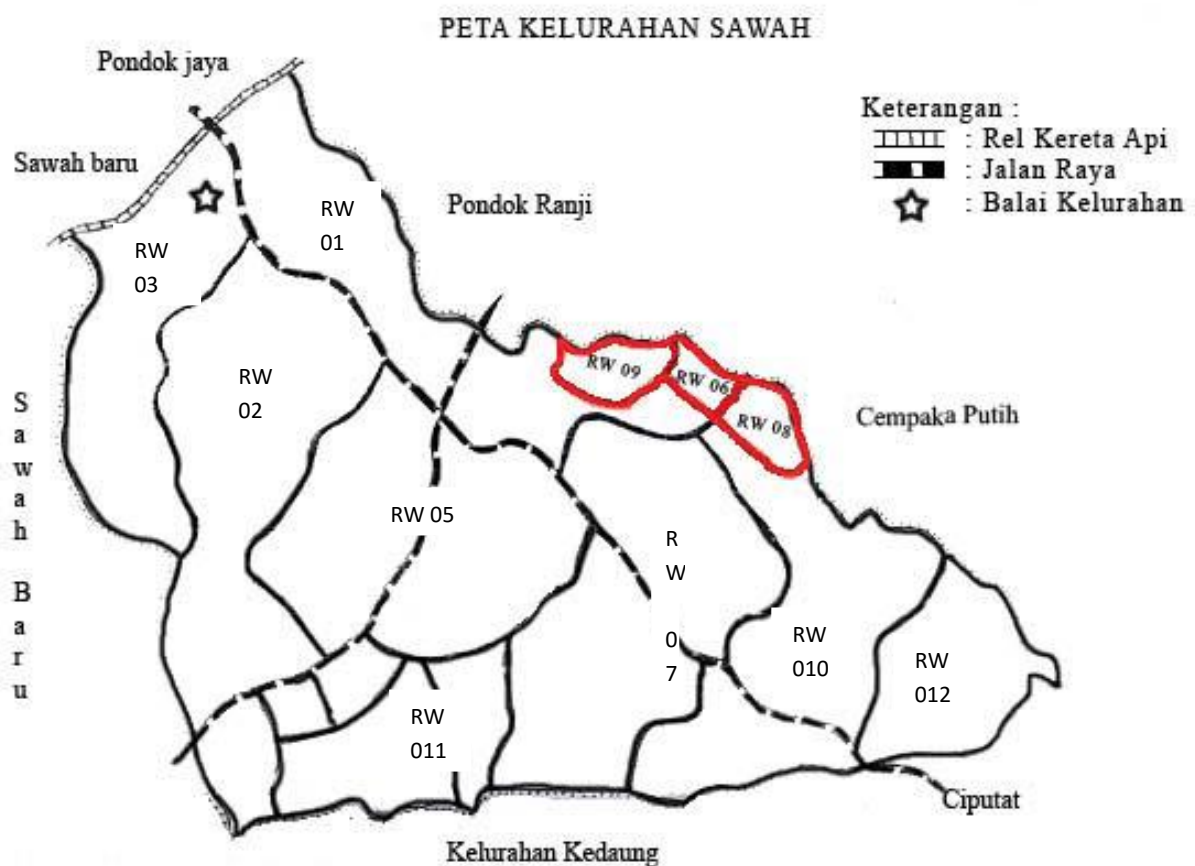 PETA KELURAHAN SAWAH
Pondok jaya
Keterangan :
: Rel Kereta Api
: Jalan Raya
: Balai Kelurahan
Sawah baru
Pondok Ranji
RW
01
RW
03
RW 09
RW 06
RW 08
RW
02
Cempaka Putih
Sawah Baru
RW 05
R
W
0
7
RW
010
RW
012
RW
011
Ciputat
Kelurahan Kedaung